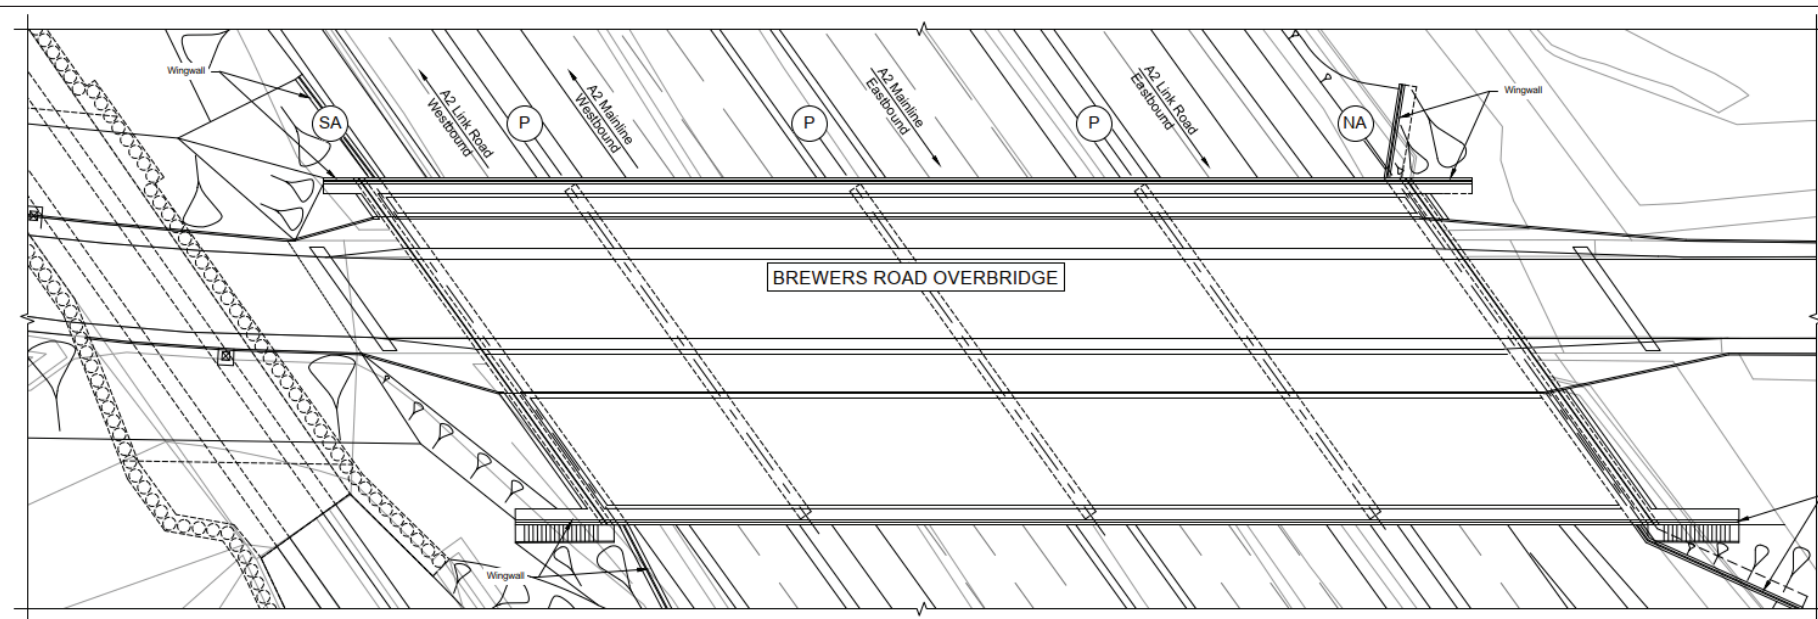 Wingwall
SA
A2 Link Road
Westbound
P
A2 Mainline
Westbound
P
A2 Mainline
Eastbound
P
A2 Link Road
Eastbound
NA
Wingwall
BREWERS ROAD OVERBRIDGE
Wingwall